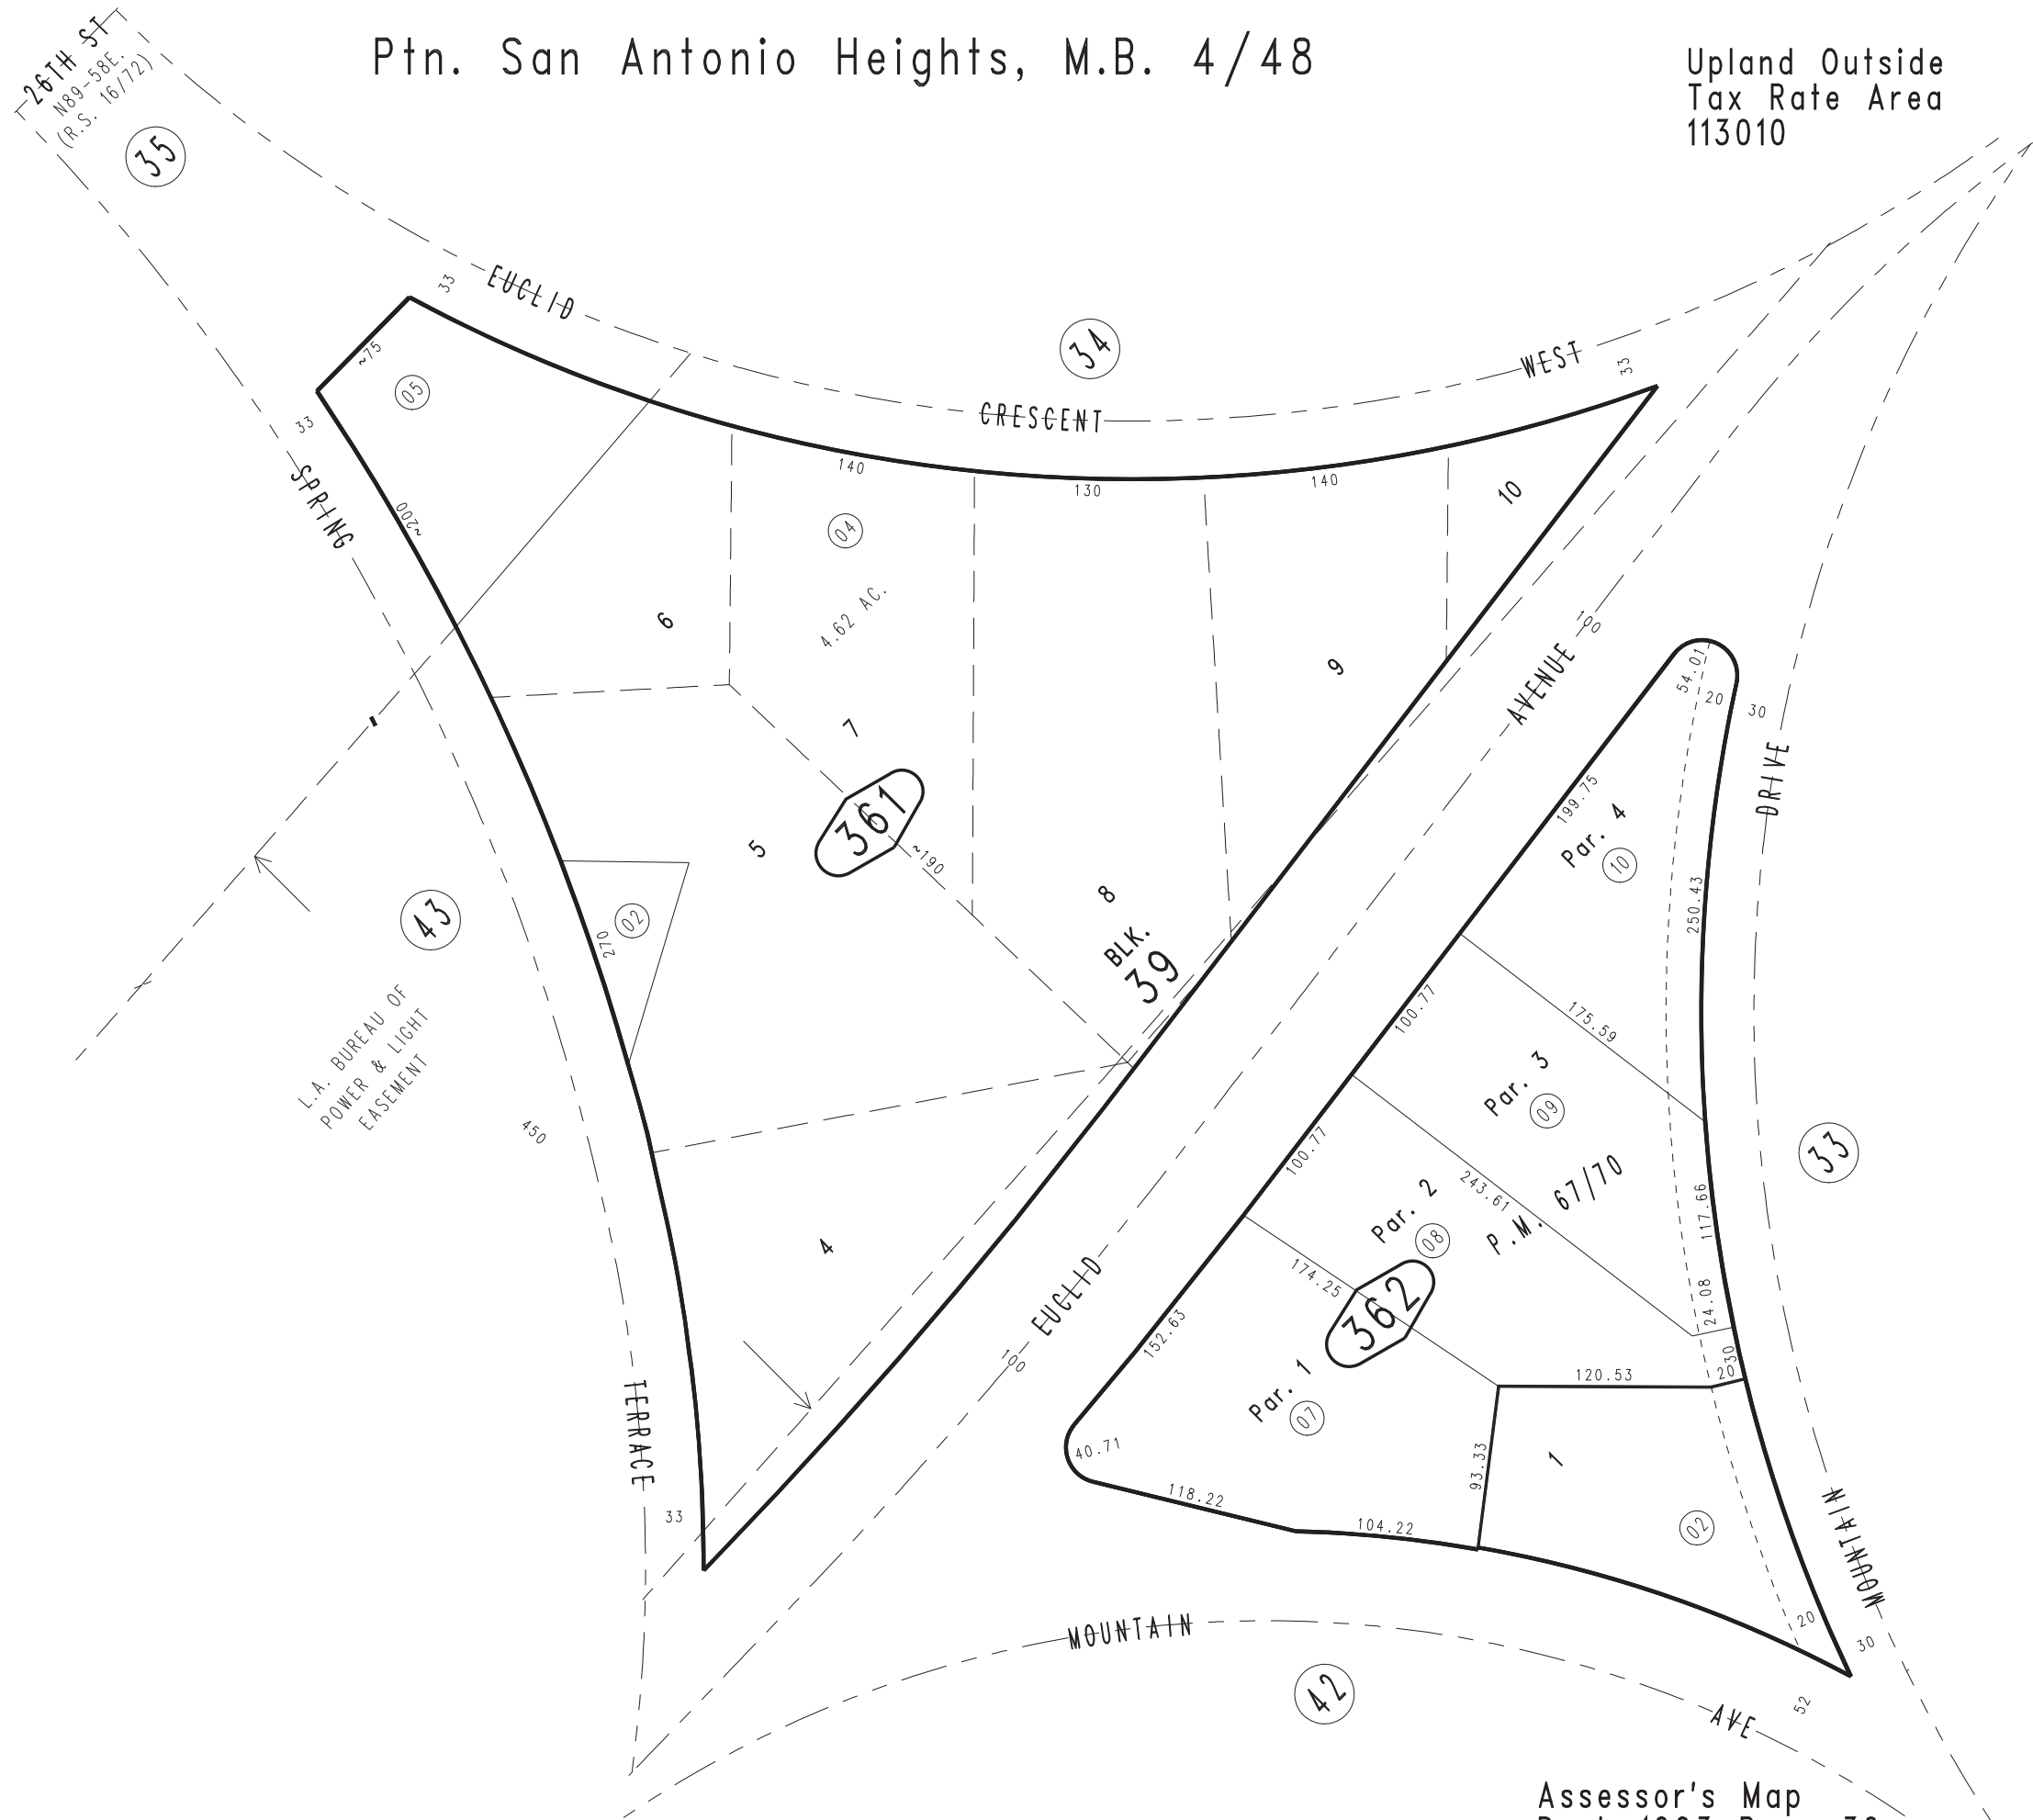 Ptn. San Antonio Heights, M.B. 4/48
Upland Outside
Tax Rate Area
113010
26TH ST
N89-58E.
(R.S. 16/72)
35
33
EUCLID
34
WEST
33
CRESCENT
~75
05
33
SPRING
~200
140
130
140
10
04
4.62 AC.
6
9
7
361
5
~190
8
BLK.
39
02
270
43
L.A. BUREAU OF
POWER & LIGHT
EASEMENT
450
4
TERRACE
33
100
AVENUE
EUCLID
100
54.01
20
30
DRIVE
199.75
Par. 4
10
250.43
100.77
175.59
Par. 3
09
33
100.77
243.61
117.66
Par. 2
08
P.M. 67/70
174.25
362
24.08
30
20
152.63
Par. 1
07
120.53
40.71
93.33
1
118.22
104.22
02
MOUNTAIN
20
30
MOUNTAIN
42
52
AVE
Assessor's Map